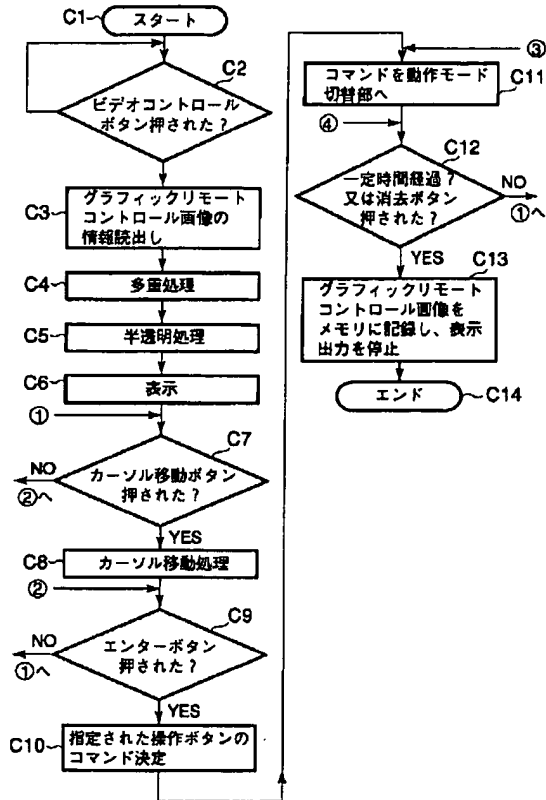 C1
スタート
C2
ビデオコントロール
ボタン押された?
C3
グラフィックリモート
コントロール画像の
情報読出し
C4
多重処理
C5
半透明処理
C6
表示
①
C7
カーソル移動ボタン
押された?
NO
②へ
YES
C8
カーソル移動処理
②
C9
エンターボタン
押された?
NO
①へ
YES
C10
指定された操作ボタンの
コマンド決定
③
コマンドを動作モード
切替部へ
C11
④
C12
一定時間経過?
又は消去ボタン
押された?
NO
①へ
YES
C13
グラフィックリモート
コントロール画像を
メモリに記録し、表示
出力を停止
エンド
C14